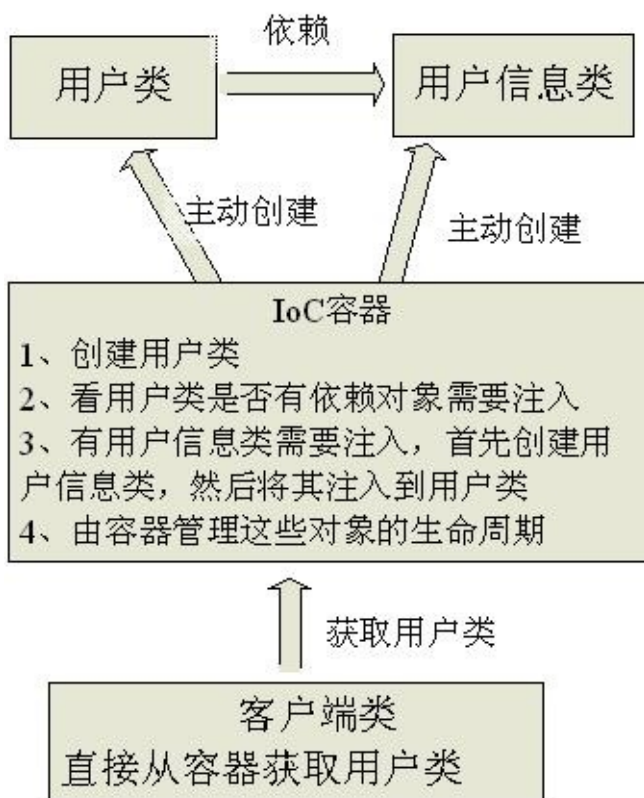 依赖
用户类
用户信息类
主动创建
主动创建
IoC容器
1、创建用户类
2、看用户类是否有依赖对象需要注入
3、有用户信息类需要注入，首先创建用
户信息类，然后将其注入到用户类
4、由容器管理这些对象的生命周期
获取用户类
客户端类
直接从容器获取用户类